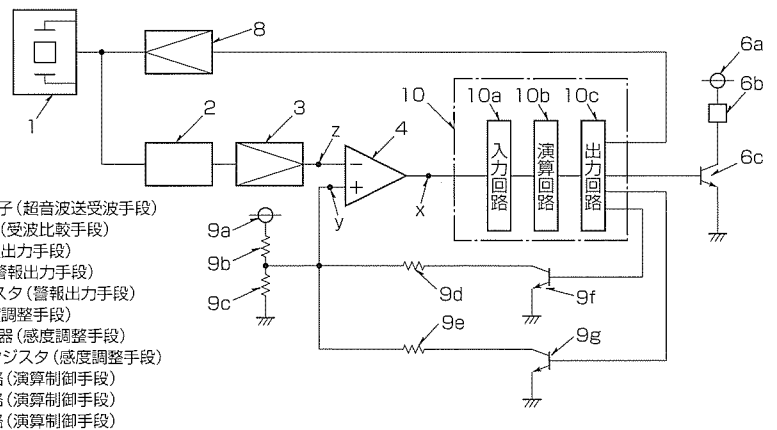 8
6a
6b
1
2
3
z
4
10
10a
10b
10c
入力回路
演算回路
出力回路
6c
x
y
9a
9b
9c
9d
9e
9f
9g
子(超音波送受波手段)
(受波比較手段)
出力手段)
警報出力手段)
スタ(警報出力手段)
度調整手段)
器(感度調整手段)
ジスタ(感度調整手段)
(演算制御手段)
(演算制御手段)
(演算制御手段)